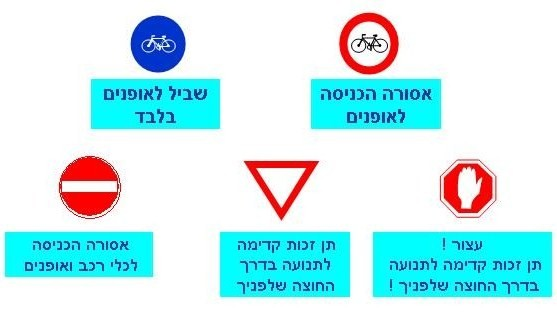 אסורה הכניסה
לאופנים
שביל לאופנים
בלבד
עצור !
תן זכות קדימה לתנועה
בדרך החוצה שלפניך !
תן זכות קדימה
לתנועה בדרך
החוצה שלפניך
אסורה הכניסה
לכלי רכב ואופנים